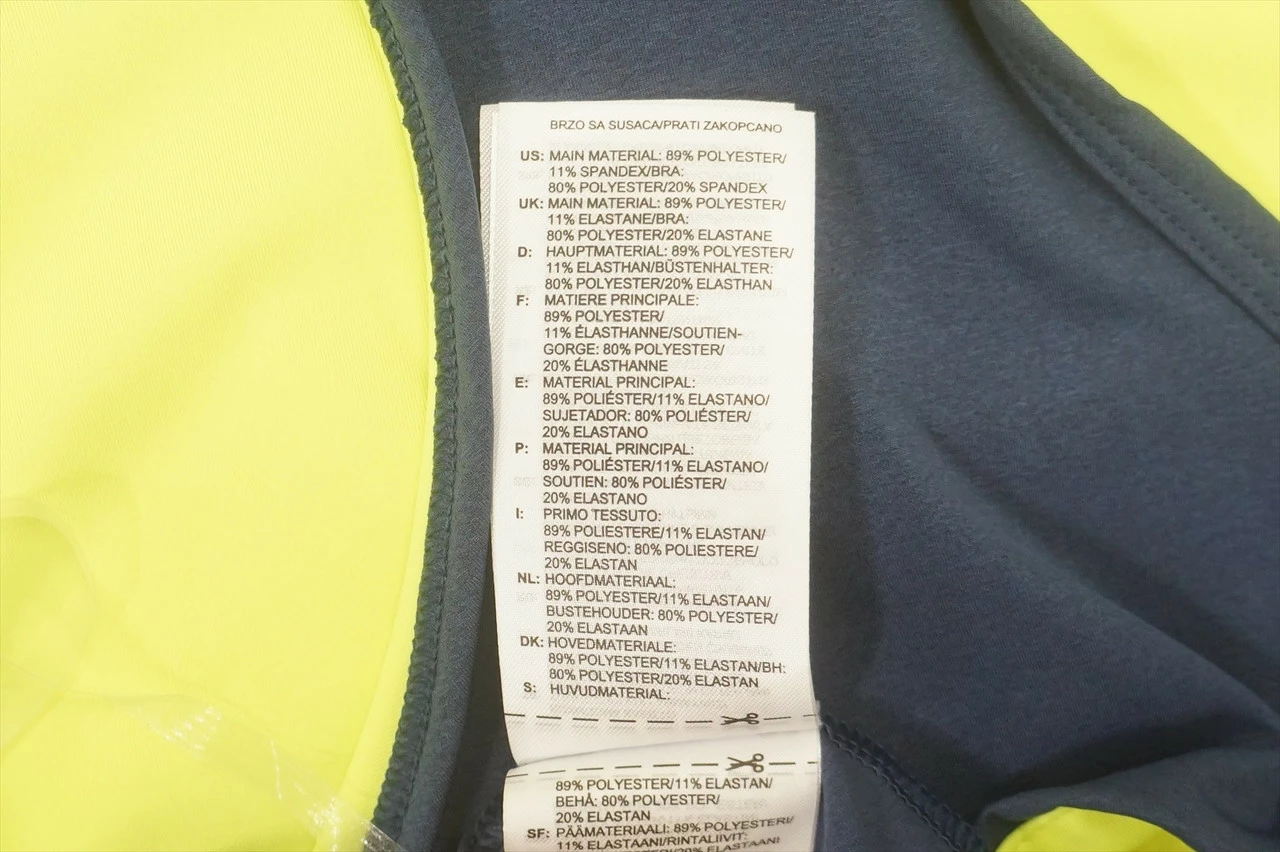 BRZO SA SUSACA/PRATI ZAKOPCANO
US: MAIN MATERIAL: 89% POLYESTER/
11% SPANDEX/BRA:
80% POLYESTER/20% SPANDEX
UK: MAIN MATERIAL: 89% POLYESTER/
11% ELASTANE/BRA:
80% POLYESTER/20% ELASTANE
D: HAUPTMATERIAL: 89% POLYESTER/
11% ELASTHAN/BÜSTENHALTER:
80% POLYESTER/20% ELASTHAN
F: MATIERE PRINCIPALE:
89% POLYESTER/
11% ÉLASTHANNE/SOUTIEN-
GORGE: 80% POLYESTER/
20% ÉLASTHANNE
E: MATERIAL PRINCIPAL:
89% POLIÉSTER/11% ELASTANO/
SUJETADOR: 80% POLIÉSTER/
20% ELASTANO
P: MATERIAL PRINCIPAL:
89% POLIÉSTER/11% ELASTANO/
SOUTIEN: 80% POLIÉSTER/
20% ELASTANO
I: PRIMO TESSUTO:
89% POLIESTERE/11% ELASTAN/
REGGISENO: 80% POLIESTERE/
20% ELASTAN
NL: HOOFDMATERIAAL:
89% POLYESTER/11% ELASTAAN/
BUSTEHOUDER: 80% POLYESTER/
20% ELASTAAN
DK: HOVEDMATERIALE:
89% POLYESTER/11% ELASTAN/BH:
80% POLYESTER/20% ELASTAN
S: HUVUDMATERIAL:
89% POLYESTER/11% ELASTAN/
BEHÅ: 80% POLYESTER/
20% ELASTAN
SF: PÄÄMATERIAALI: 89% POLYESTERI/
11% ELASTAANI/RINTALIIVIT:
POLYESTERI/20% ELASTAANI